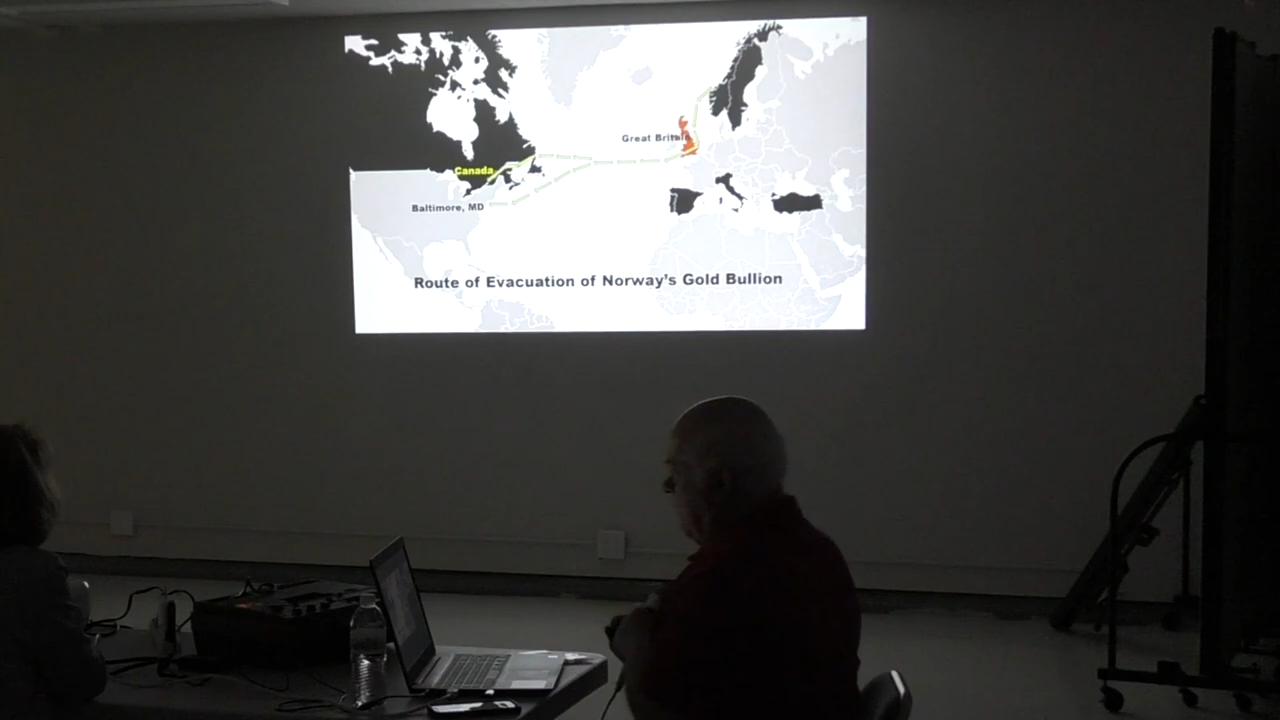 Great Britain
Canada
Baltimore, MD
Route of Evacuation of Norway's Gold Bullion